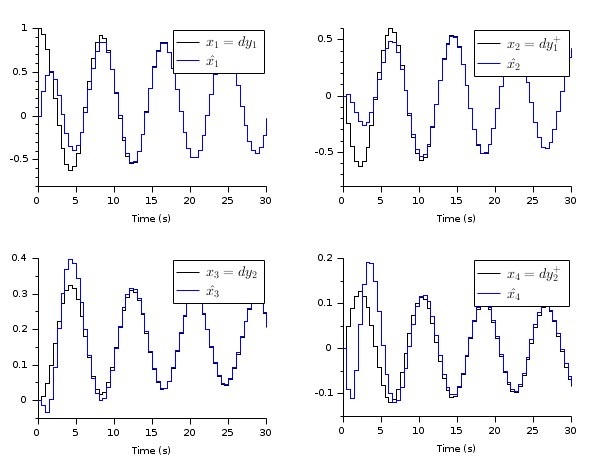 1
x₁ = dy₁
x̂₁
0.5
0
-0.5
0 5 10 15 20 25 30
Time (s)
0.5
x₂ = dy₁⁺
x̂₂
0
-0.5
0 5 10 15 20 25 30
Time (s)
0.4
x₃ = dy₂
x̂₃
0.3
0.2
0.1
0
0 5 10 15 20 25 30
Time (s)
0.2
x₄ = dy₂⁺
x̂₄
0.1
0
-0.1
0 5 10 15 20 25 30
Time (s)